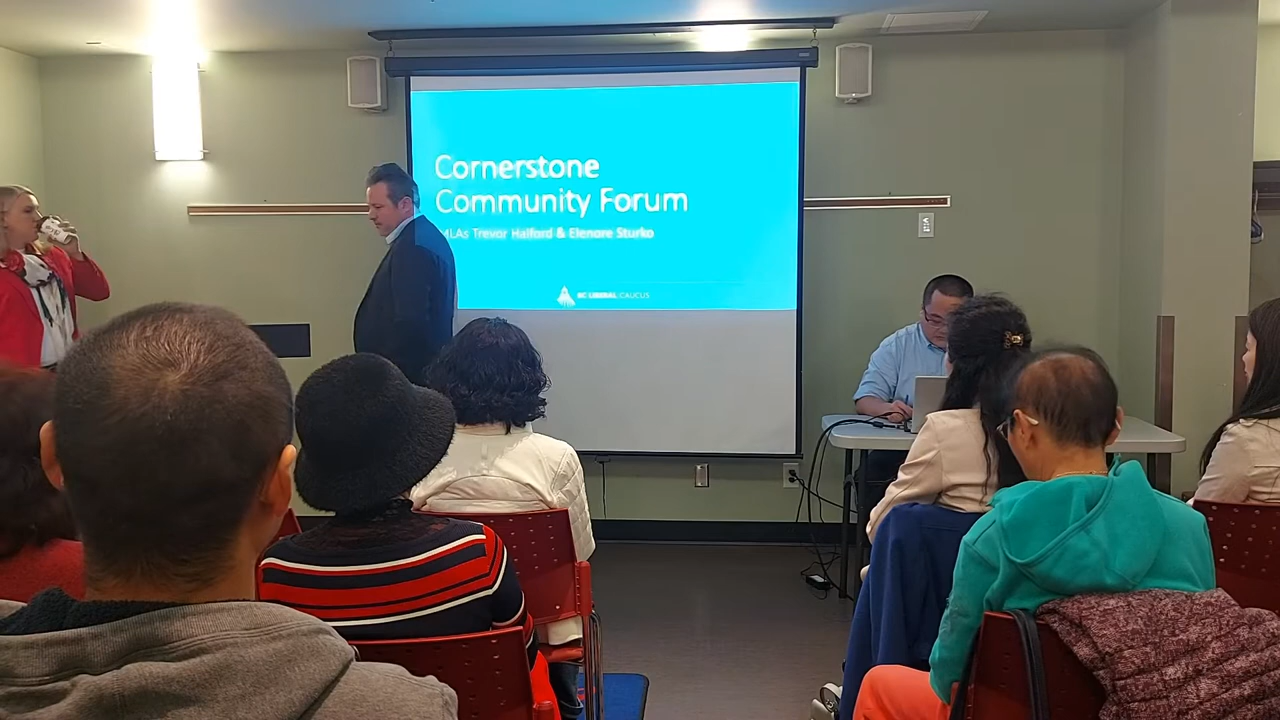 Cornerstone
Community Forum
MLAs Trevor Halford & Elenore Sturko
BC LIBERAL CAUCUS